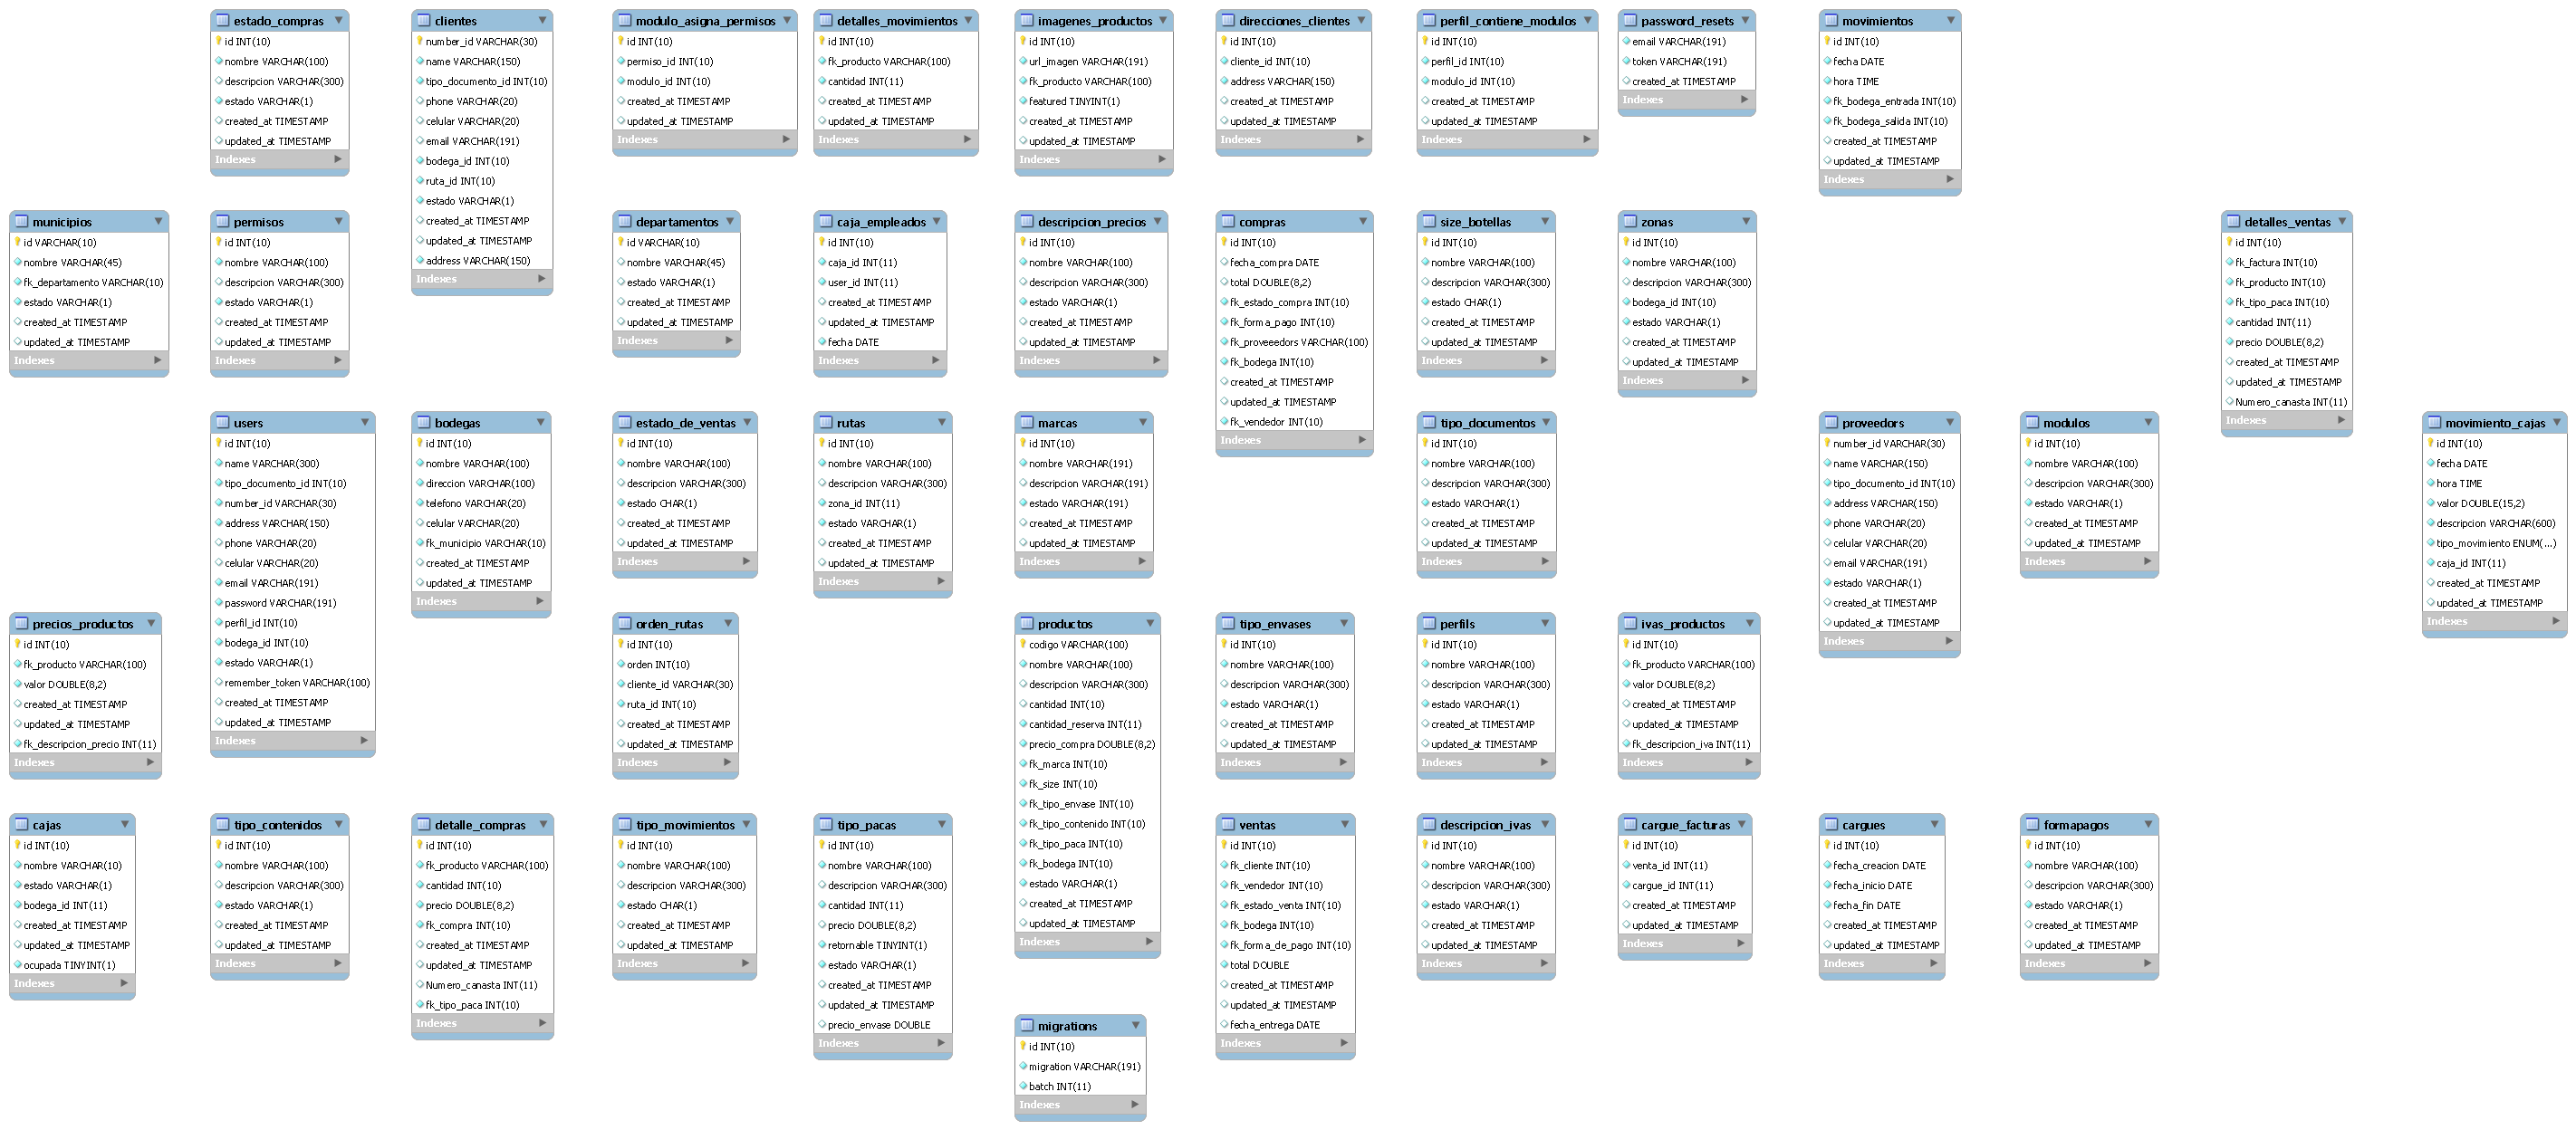 estado_compras
id INT(10)
nombre VARCHAR(100)
descripcion VARCHAR(300)
estado VARCHAR(1)
created_at TIMESTAMP
updated_at TIMESTAMP
Indexes
clientes
number_id VARCHAR(30)
name VARCHAR(150)
tipo_documento_id INT(10)
phone VARCHAR(20)
celular VARCHAR(20)
email VARCHAR(191)
bodega_id INT(10)
ruta_id INT(10)
estado VARCHAR(1)
created_at TIMESTAMP
updated_at TIMESTAMP
address VARCHAR(150)
Indexes
modulo_asigna_permisos
id INT(10)
permiso_id INT(10)
modulo_id INT(10)
created_at TIMESTAMP
updated_at TIMESTAMP
Indexes
detalles_movimientos
id INT(10)
fk_producto VARCHAR(100)
cantidad INT(11)
created_at TIMESTAMP
updated_at TIMESTAMP
Indexes
imagenes_productos
id INT(10)
url_imagen VARCHAR(191)
fk_producto VARCHAR(100)
featured TINYINT(1)
created_at TIMESTAMP
updated_at TIMESTAMP
Indexes
direcciones_clientes
id INT(10)
cliente_id INT(10)
address VARCHAR(150)
created_at TIMESTAMP
updated_at TIMESTAMP
Indexes
perfil_contiene_modulos
id INT(10)
perfil_id INT(10)
modulo_id INT(10)
created_at TIMESTAMP
updated_at TIMESTAMP
Indexes
password_resets
email VARCHAR(191)
token VARCHAR(191)
created_at TIMESTAMP
Indexes
movimientos
id INT(10)
fecha DATE
hora TIME
fk_bodega_entrada INT(10)
fk_bodega_salida INT(10)
created_at TIMESTAMP
updated_at TIMESTAMP
Indexes
municipios
id VARCHAR(10)
nombre VARCHAR(45)
fk_departamento VARCHAR(10)
estado VARCHAR(1)
created_at TIMESTAMP
updated_at TIMESTAMP
Indexes
permisos
id INT(10)
nombre VARCHAR(100)
descripcion VARCHAR(300)
estado VARCHAR(1)
created_at TIMESTAMP
updated_at TIMESTAMP
Indexes
departamentos
id VARCHAR(10)
nombre VARCHAR(45)
estado VARCHAR(1)
created_at TIMESTAMP
updated_at TIMESTAMP
Indexes
caja_empleados
id INT(10)
caja_id INT(11)
user_id INT(11)
created_at TIMESTAMP
updated_at TIMESTAMP
fecha DATE
Indexes
descripcion_precios
id INT(10)
nombre VARCHAR(100)
descripcion VARCHAR(300)
estado VARCHAR(1)
created_at TIMESTAMP
updated_at TIMESTAMP
Indexes
compras
id INT(10)
fecha_compra DATE
total DOUBLE(8,2)
fk_estado_compra INT(10)
fk_forma_pago INT(10)
fk_proveeedors VARCHAR(100)
fk_bodega INT(10)
created_at TIMESTAMP
updated_at TIMESTAMP
fk_vendedor INT(10)
Indexes
size_botellas
id INT(10)
nombre VARCHAR(100)
descripcion VARCHAR(300)
estado CHAR(1)
created_at TIMESTAMP
updated_at TIMESTAMP
Indexes
zonas
id INT(10)
nombre VARCHAR(100)
descripcion VARCHAR(300)
bodega_id INT(10)
estado VARCHAR(1)
created_at TIMESTAMP
updated_at TIMESTAMP
Indexes
detalles_ventas
id INT(10)
fk_factura INT(10)
fk_producto INT(10)
fk_tipo_paca INT(10)
cantidad INT(11)
precio DOUBLE(8,2)
created_at TIMESTAMP
updated_at TIMESTAMP
Numero_canasta INT(11)
Indexes
users
id INT(10)
name VARCHAR(300)
tipo_documento_id INT(10)
number_id VARCHAR(30)
address VARCHAR(150)
phone VARCHAR(20)
celular VARCHAR(20)
email VARCHAR(191)
password VARCHAR(191)
perfil_id INT(10)
bodega_id INT(10)
estado VARCHAR(1)
remember_token VARCHAR(100)
created_at TIMESTAMP
updated_at TIMESTAMP
Indexes
bodegas
id INT(10)
nombre VARCHAR(100)
direccion VARCHAR(100)
telefono VARCHAR(20)
celular VARCHAR(20)
fk_municipio VARCHAR(10)
created_at TIMESTAMP
updated_at TIMESTAMP
Indexes
estado_de_ventas
id INT(10)
nombre VARCHAR(100)
descripcion VARCHAR(300)
estado CHAR(1)
created_at TIMESTAMP
updated_at TIMESTAMP
Indexes
rutas
id INT(10)
nombre VARCHAR(100)
descripcion VARCHAR(300)
zona_id INT(11)
estado VARCHAR(1)
created_at TIMESTAMP
updated_at TIMESTAMP
Indexes
marcas
id INT(10)
nombre VARCHAR(191)
descripcion VARCHAR(191)
estado VARCHAR(191)
created_at TIMESTAMP
updated_at TIMESTAMP
Indexes
tipo_documentos
id INT(10)
nombre VARCHAR(100)
descripcion VARCHAR(300)
estado VARCHAR(1)
created_at TIMESTAMP
updated_at TIMESTAMP
Indexes
proveedors
number_id VARCHAR(30)
name VARCHAR(150)
tipo_documento_id INT(10)
address VARCHAR(150)
phone VARCHAR(20)
celular VARCHAR(20)
email VARCHAR(191)
estado VARCHAR(1)
created_at TIMESTAMP
updated_at TIMESTAMP
Indexes
modulos
id INT(10)
nombre VARCHAR(100)
descripcion VARCHAR(300)
estado VARCHAR(1)
created_at TIMESTAMP
updated_at TIMESTAMP
Indexes
movimiento_cajas
id INT(10)
fecha DATE
hora TIME
valor DOUBLE(15,2)
descripcion VARCHAR(600)
tipo_movimiento ENUM(...)
caja_id INT(11)
created_at TIMESTAMP
updated_at TIMESTAMP
Indexes
precios_productos
id INT(10)
fk_producto VARCHAR(100)
valor DOUBLE(8,2)
created_at TIMESTAMP
updated_at TIMESTAMP
fk_descripcion_precio INT(11)
Indexes
orden_rutas
id INT(10)
orden INT(10)
cliente_id VARCHAR(30)
ruta_id INT(10)
created_at TIMESTAMP
updated_at TIMESTAMP
Indexes
productos
codigo VARCHAR(100)
nombre VARCHAR(100)
descripcion VARCHAR(300)
cantidad INT(10)
cantidad_reserva INT(11)
precio_compra DOUBLE(8,2)
fk_marca INT(10)
fk_size INT(10)
fk_tipo_envase INT(10)
fk_tipo_contenido INT(10)
fk_tipo_paca INT(10)
fk_bodega INT(10)
estado VARCHAR(1)
created_at TIMESTAMP
updated_at TIMESTAMP
Indexes
tipo_envases
id INT(10)
nombre VARCHAR(100)
descripcion VARCHAR(300)
estado VARCHAR(1)
created_at TIMESTAMP
updated_at TIMESTAMP
Indexes
perfils
id INT(10)
nombre VARCHAR(100)
descripcion VARCHAR(300)
estado VARCHAR(1)
created_at TIMESTAMP
updated_at TIMESTAMP
Indexes
ivas_productos
id INT(10)
fk_producto VARCHAR(100)
valor DOUBLE(8,2)
created_at TIMESTAMP
updated_at TIMESTAMP
fk_descripcion_iva INT(11)
Indexes
cajas
id INT(10)
nombre VARCHAR(10)
estado VARCHAR(1)
bodega_id INT(11)
created_at TIMESTAMP
updated_at TIMESTAMP
ocupada TINYINT(1)
Indexes
tipo_contenidos
id INT(10)
nombre VARCHAR(100)
descripcion VARCHAR(300)
estado VARCHAR(1)
created_at TIMESTAMP
updated_at TIMESTAMP
Indexes
detalle_compras
id INT(10)
fk_producto VARCHAR(100)
cantidad INT(10)
precio DOUBLE(8,2)
fk_compra INT(10)
created_at TIMESTAMP
updated_at TIMESTAMP
Numero_canasta INT(11)
fk_tipo_paca INT(10)
Indexes
tipo_movimientos
id INT(10)
nombre VARCHAR(100)
descripcion VARCHAR(300)
estado CHAR(1)
created_at TIMESTAMP
updated_at TIMESTAMP
Indexes
tipo_pacas
id INT(10)
nombre VARCHAR(100)
descripcion VARCHAR(300)
cantidad INT(11)
precio DOUBLE(8,2)
retornable TINYINT(1)
estado VARCHAR(1)
created_at TIMESTAMP
updated_at TIMESTAMP
precio_envase DOUBLE
Indexes
ventas
id INT(10)
fk_cliente INT(10)
fk_vendedor INT(10)
fk_estado_venta INT(10)
fk_bodega INT(10)
fk_forma_de_pago INT(10)
total DOUBLE
created_at TIMESTAMP
updated_at TIMESTAMP
fecha_entrega DATE
Indexes
descripcion_ivas
id INT(10)
nombre VARCHAR(100)
descripcion VARCHAR(300)
estado VARCHAR(1)
created_at TIMESTAMP
updated_at TIMESTAMP
Indexes
cargue_facturas
id INT(10)
venta_id INT(11)
cargue_id INT(11)
created_at TIMESTAMP
updated_at TIMESTAMP
Indexes
cargues
id INT(10)
fecha_creacion DATE
fecha_inicio DATE
fecha_fin DATE
created_at TIMESTAMP
updated_at TIMESTAMP
Indexes
formapagos
id INT(10)
nombre VARCHAR(100)
descripcion VARCHAR(300)
estado VARCHAR(1)
created_at TIMESTAMP
updated_at TIMESTAMP
Indexes
migrations
id INT(10)
migration VARCHAR(191)
batch INT(11)
Indexes